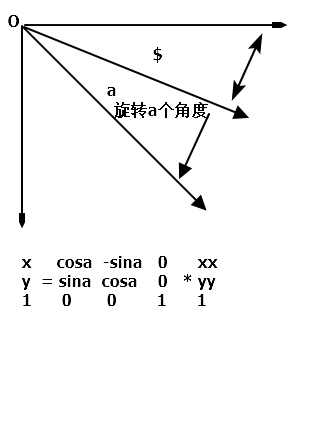 O
$
a
旋转a个角度
x cosa -sina 0 xx
y = sina cosa 0 * yy
1 0 0 1 1